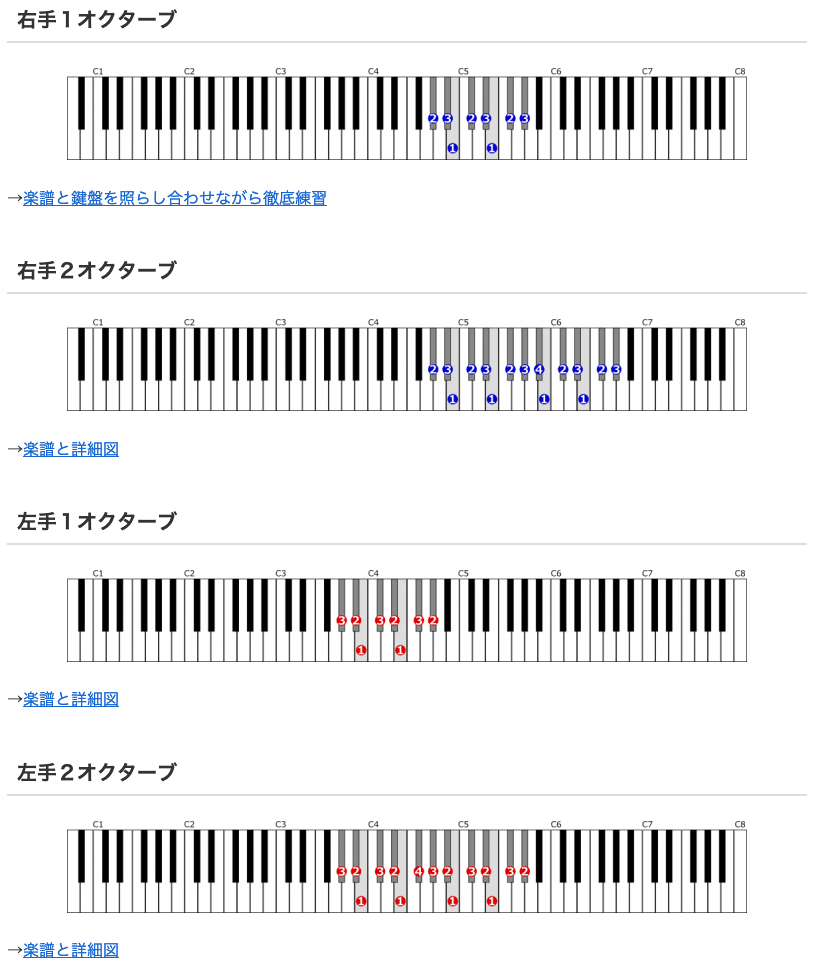 右手１オクターブ
C1 C2 C3 C4 C5 C6 C7 C8
2 3 2 3 2 3
1 1
→楽譜と鍵盤を照らし合わせながら徹底練習
右手２オクターブ
C1 C2 C3 C4 C5 C6 C7 C8
2 3 2 3 2 3 4 2 3 2 3
1 1 1 1
→楽譜と詳細図
左手１オクターブ
C1 C2 C3 C4 C5 C6 C7 C8
3 2 3 2 3 2
1 1
→楽譜と詳細図
左手２オクターブ
C1 C2 C3 C4 C5 C6 C7 C8
3 2 3 2 4 3 2 3 2 3 2
1 1 1 1
→楽譜と詳細図